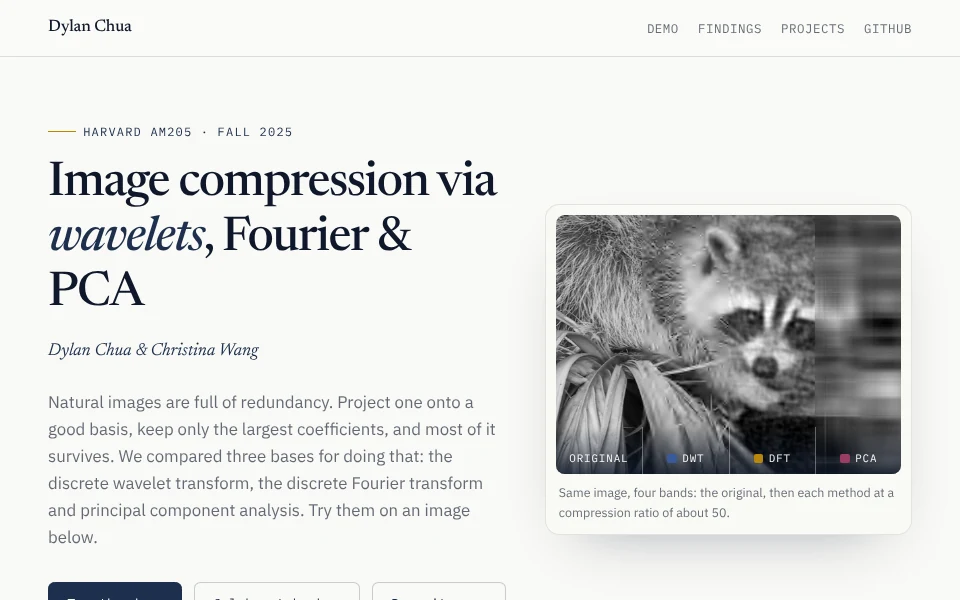 Dylan Chua
DEMO FINDINGS PROJECTS GITHUB
HARVARD AM205 · FALL 2025
Image compression via
wavelets, Fourier &
PCA
Dylan Chua & Christina Wang
Natural images are full of redundancy. Project one onto a
good basis, keep only the largest coefficients, and most of it
survives. We compared three bases for doing that: the
discrete wavelet transform, the discrete Fourier transform
and principal component analysis. Try them on an image
below.
ORIGINAL DWT DFT PCA
Same image, four bands: the original, then each method at a
compression ratio of about 50.